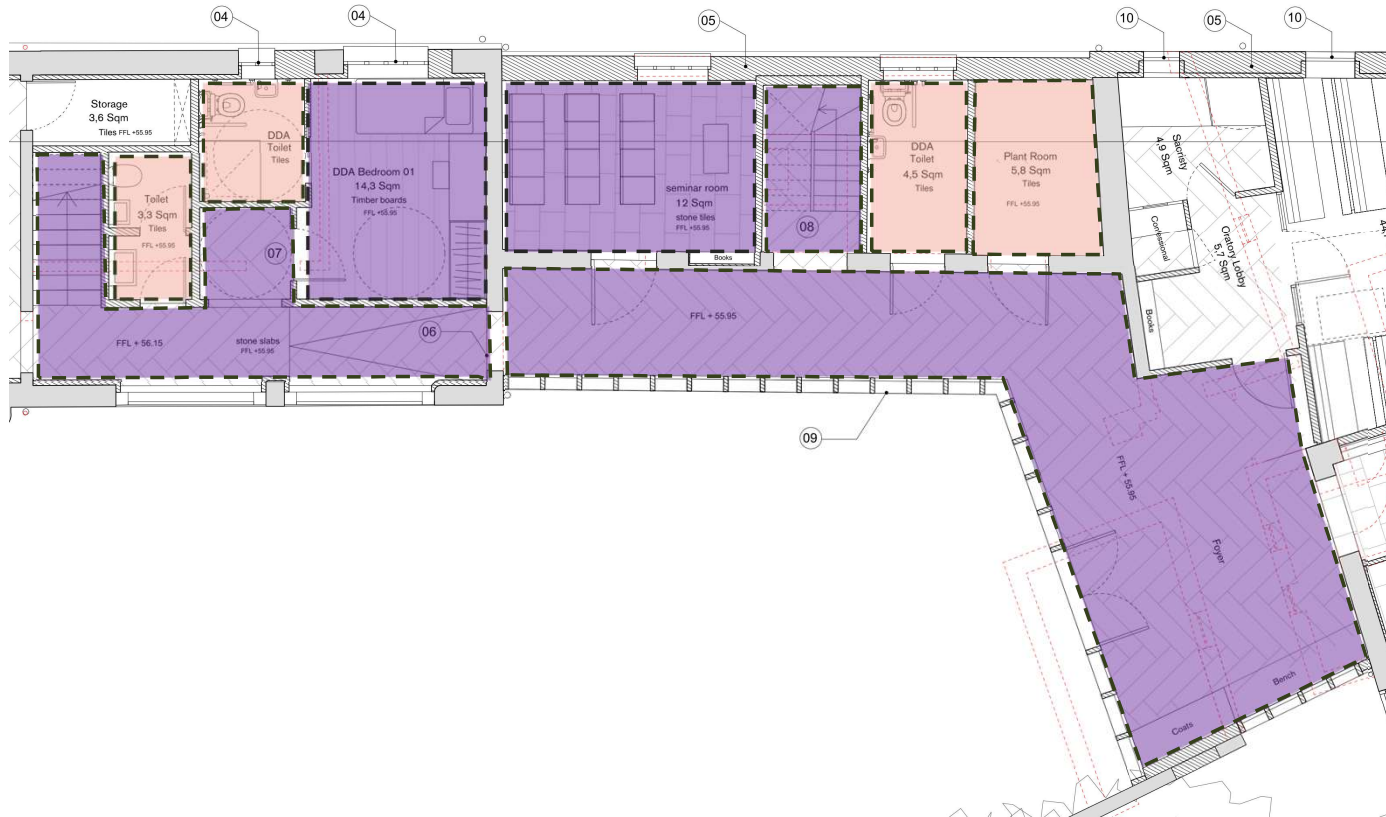 04
04
05
10
05
10
Storage
3,6 Sqm
Tiles FFL +55.95
DDA
Toilet
Tiles
DDA Bedroom 01
14,3 Sqm
Timber boards
FFL +55.95
seminar room
12 Sqm
stone tiles
FFL +55.95
DDA
Toilet
4,5 Sqm
Tiles
Plant Room
5,8 Sqm
Tiles
FFL +55.95
Sacristy
4,9 Sqm
Toilet
3,3 Sqm
Tiles
FFL +55.95
07
08
Confessional
Oratory Lobby
5,7 Sqm
Books
Books
FFL + 56.15
stone slabs
FFL +55.95
06
FFL + 55.95
09
FFL + 55.95
Foyer
Bench
Coats